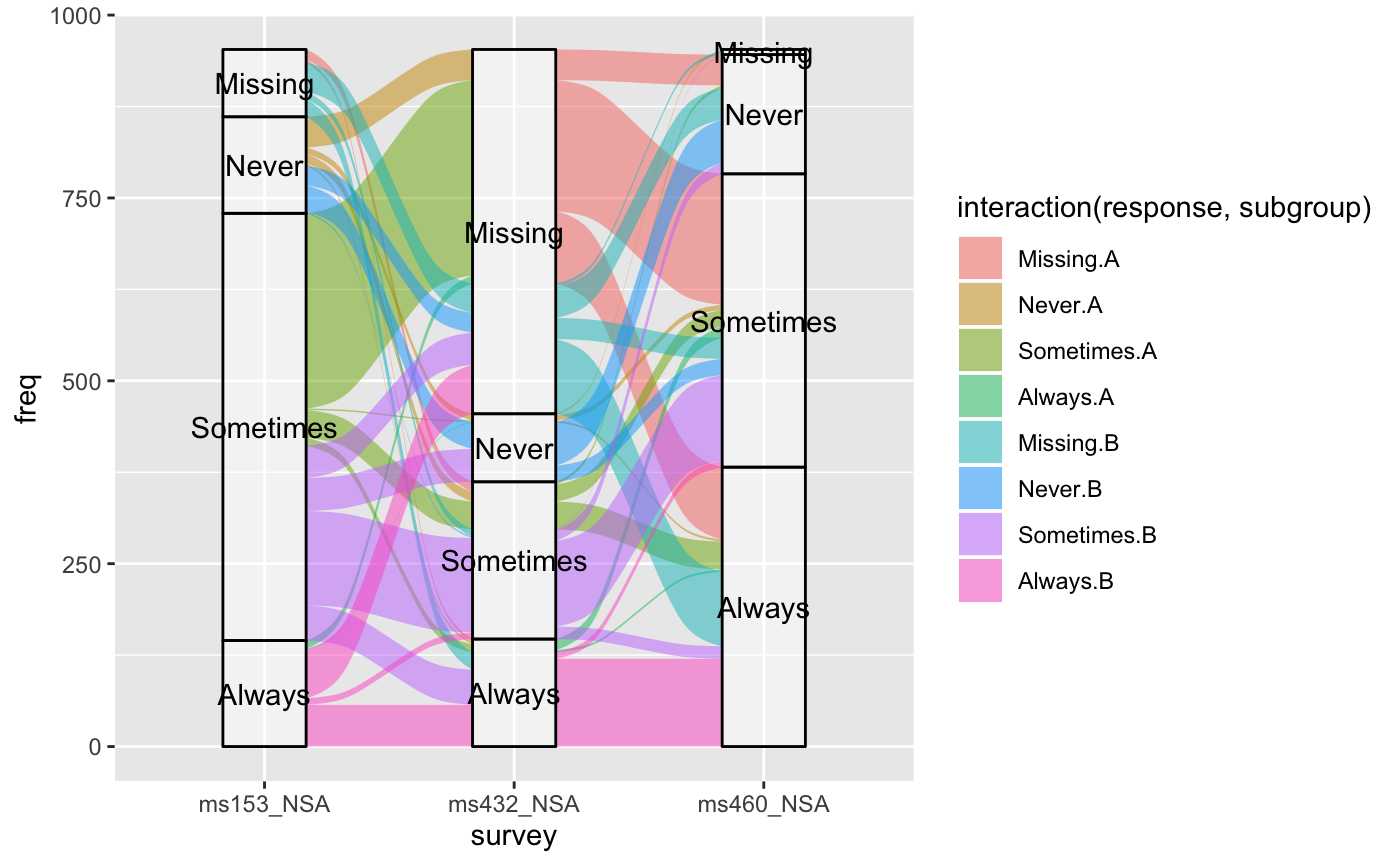 1000
750
500
250
0
freq
Missing
Never
Sometimes
Always
Missing
Never
Sometimes
Always
Missing
Never
Sometimes
Always
ms153_NSA
ms432_NSA
ms460_NSA
survey
interaction(response, subgroup)
Missing.A
Never.A
Sometimes.A
Always.A
Missing.B
Never.B
Sometimes.B
Always.B